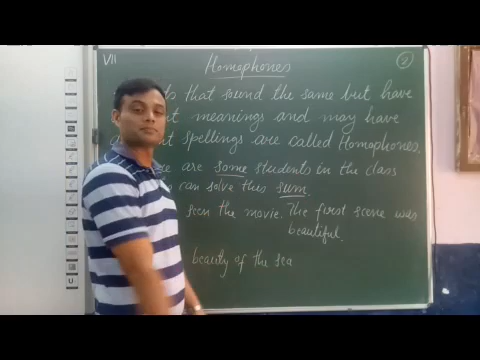 VII
Homophones
2
that sound the same but have
meanings and may have
spellings are called Homophones.
are some students in the class
can solve this sum.
seen the movie. The first scene was
beautiful.
beauty of the sea